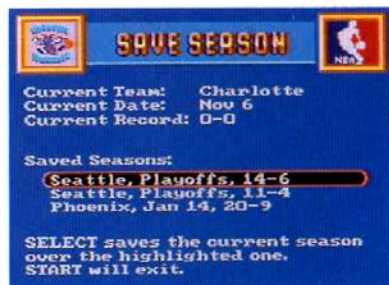 SAVE SEASON
NBA
Current Team: Charlotte
Current Date: Nov 6
Current Record: 0-0
Saved Seasons:
Seattle, Playoffs, 14-6
Seattle, Playoffs, 11-4
Phoenix, Jan 14, 20-9
SELECT saves the current season
over the highlighted one.
START will exit.